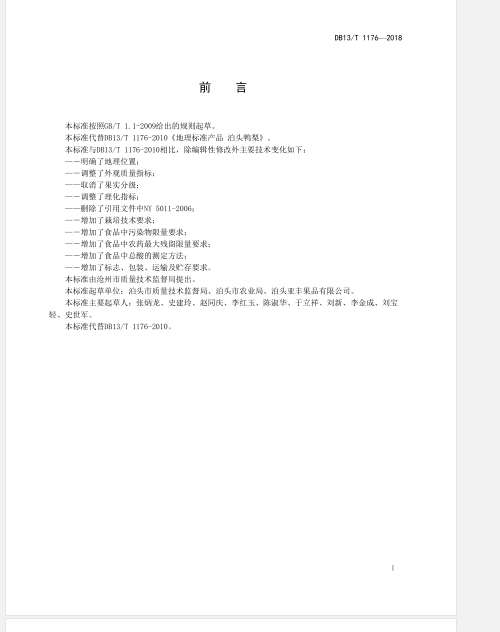 DB13/T 1176—2018
前 言
本标准按照GB/T 1.1-2009给出的规则起草。
本标准代替DB13/T 1176-2010《地理标准产品 泊头鸭梨》。
本标准与DB13/T 1176-2010相比，除编辑性修改外主要技术变化如下：
——明确了地理位置；
——调整了外观质量指标；
——取消了果实分级；
——调整了理化指标；
——删除了引用文件中NY 5011-2006；
——增加了栽培技术要求；
——增加了食品中污染物限量要求；
——增加了食品中农药最大残留限量要求；
——增加了食品中总酸的测定方法；
——增加了标志、包装、运输及贮存要求。
本标准由沧州市质量技术监督局提出。
本标准起草单位：泊头市质量技术监督局、泊头市农业局、泊头亚丰果品有限公司。
本标准主要起草人：张炳龙、史建玲、赵同庆、李红玉、陈淑华、于立祥、刘新、李金成、刘宝
轻、史世军。
本标准代替DB13/T 1176-2010。
I